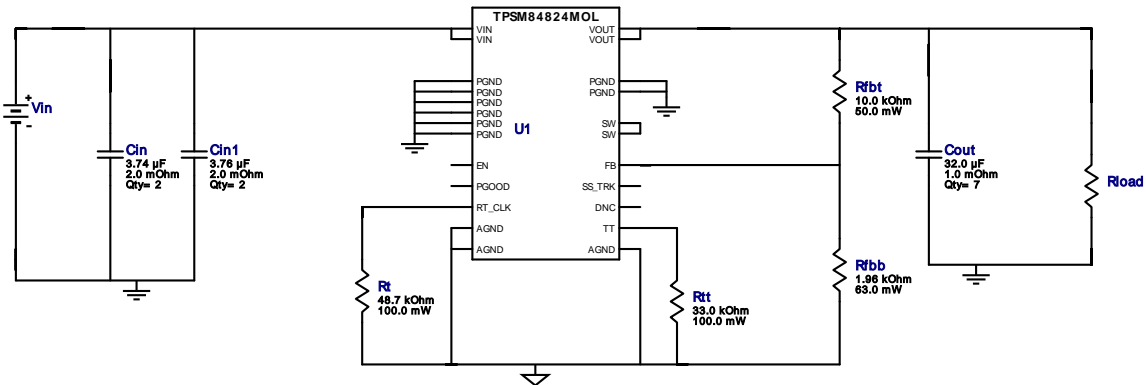 TPSM84824MOL
VIN
VIN
VOUT
VOUT
PGND
PGND
PGND
PGND
PGND
PGND
PGND
PGND
U1
SW
SW
EN
FB
PGOOD
SS_TRK
RT_CLK
DNC
AGND
TT
AGND
AGND
+
Vin
-
Cin
3.74 µF
2.0 mOhm
Qty= 2
Cin1
3.76 µF
2.0 mOhm
Qty= 2
Rfbt
10.0 kOhm
50.0 mW
Cout
32.0 µF
1.0 mOhm
Qty= 7
Rload
Rt
48.7 kOhm
100.0 mW
Rtt
33.0 kOhm
100.0 mW
Rfbb
1.96 kOhm
63.0 mW